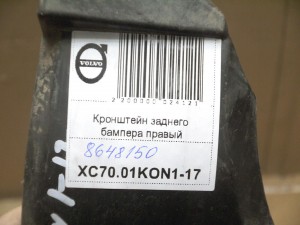 VOLVO
Кронштейн заднего
бампера правый
8648150
XC70.01KON1-17